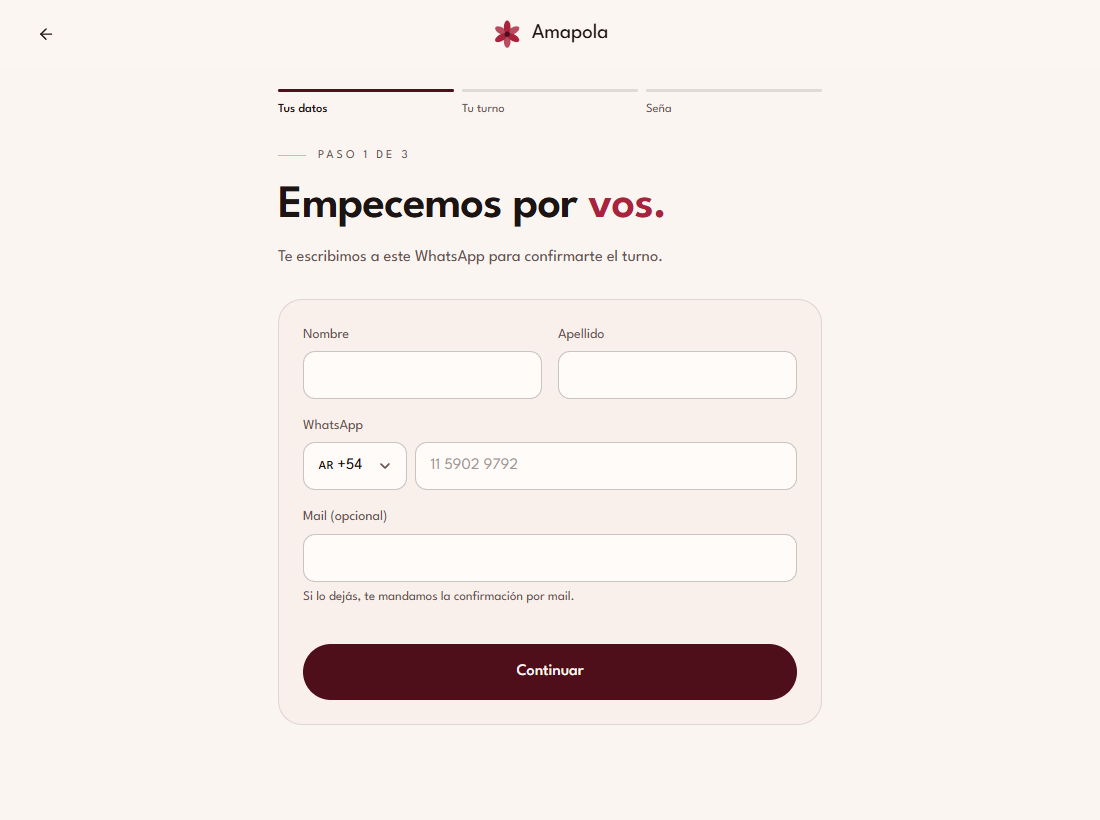 Amapola
Tus datos
Tu turno
Seña
PASO 1 DE 3
Empecemos por vos.
Te escribimos a este WhatsApp para confirmarte el turno.
Nombre
Apellido
WhatsApp
AR +54
11 5902 9792
Mail (opcional)
Si lo dejás, te mandamos la confirmación por mail.
Continuar